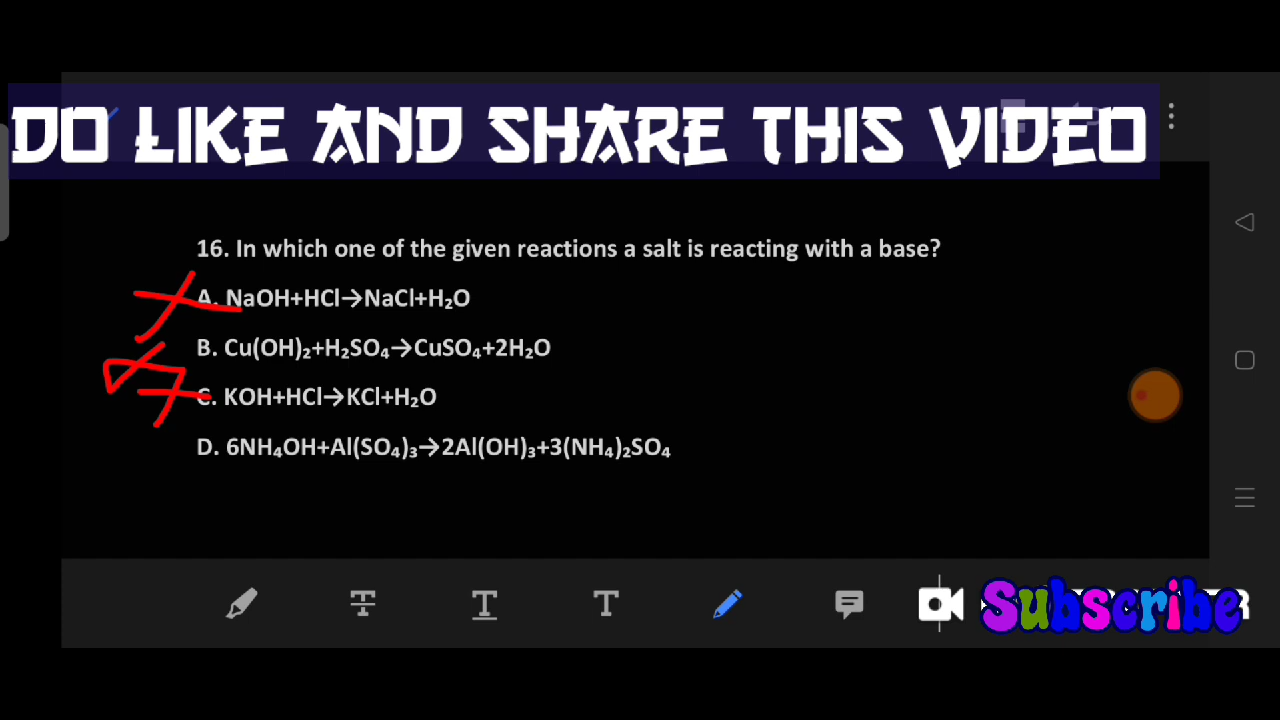 DO LIKE AND SHARE THIS VIDEO
16. In which one of the given reactions a salt is reacting with a base?
A. NaOH+HCl→NaCl+H₂O
B. Cu(OH)₂+H₂SO₄→CuSO₄+2H₂O
C. KOH+HCl→KCl+H₂O
D. 6NH₄OH+Al(SO₄)₃→2Al(OH)₃+3(NH₄)₂SO₄
Subscribe